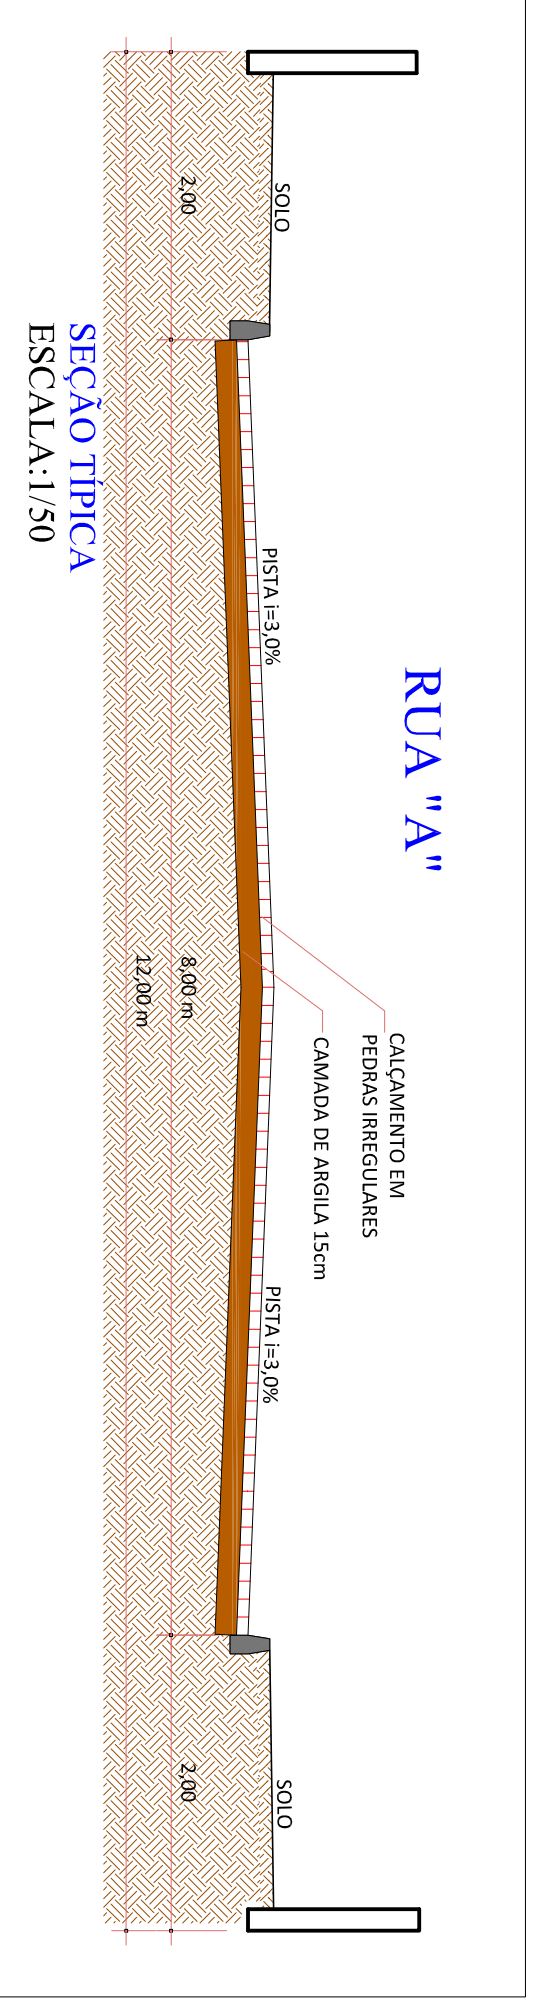 RUA "A"
CALÇAMENTO EM
PEDRAS IRREGULARES
CAMADA DE ARGILA 15cm
SOLO
PISTA i=3,0%
PISTA i=3,0%
SOLO
2,00
8,00 m
2,00
12,00 m
SEÇÃO TÍPICA
ESCALA:1/50